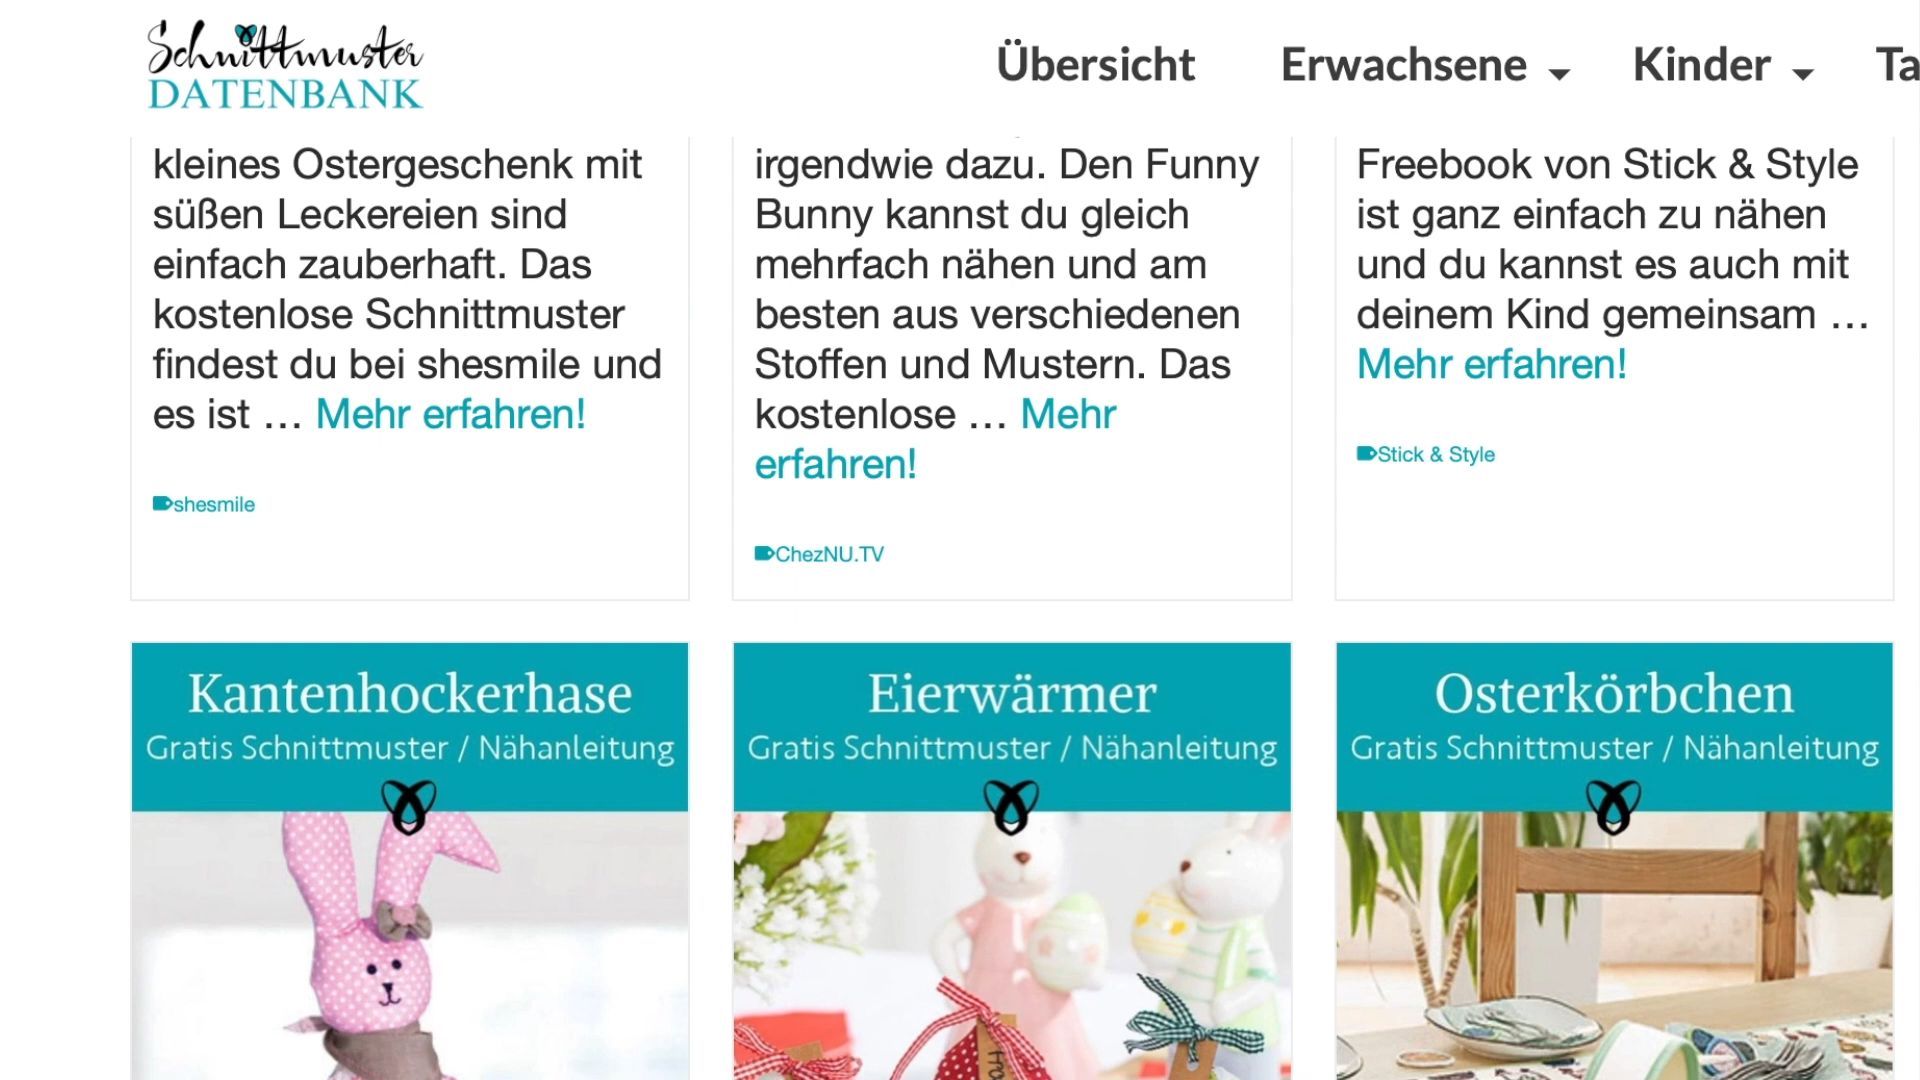 Schnittmuster
DATENBANK
Übersicht
Erwachsene
Kinder
Ta
kleines Ostergeschenk mit
süßen Leckereien sind
einfach zauberhaft. Das
kostenlose Schnittmuster
findest du bei shesmile und
es ist … Mehr erfahren!
shesmile
irgendwie dazu. Den Funny
Bunny kannst du gleich
mehrfach nähen und am
besten aus verschiedenen
Stoffen und Mustern. Das
kostenlose … Mehr
erfahren!
ChezNU.TV
Freebook von Stick & Style
ist ganz einfach zu nähen
und du kannst es auch mit
deinem Kind gemeinsam …
Mehr erfahren!
Stick & Style
Kantenhockerhase
Gratis Schnittmuster / Nähanleitung
Eierwärmer
Gratis Schnittmuster / Nähanleitung
Osterkörbchen
Gratis Schnittmuster / Nähanleitung